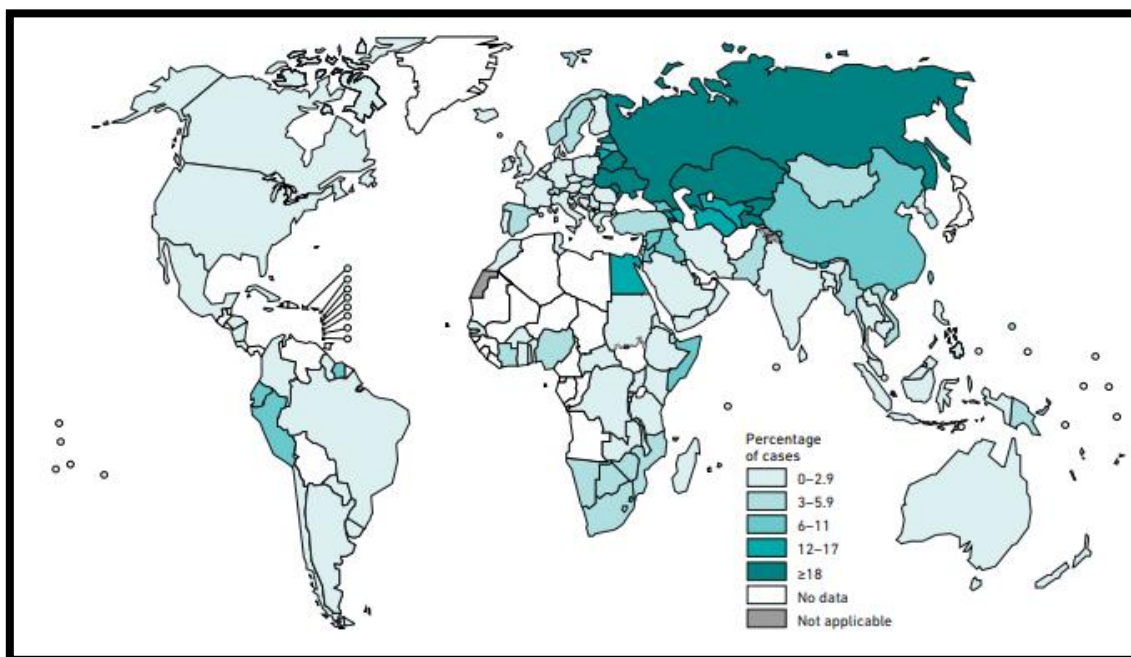 Percentage
of cases
0–2.9
3–5.9
6–11
12–17
≥18
No data
Not applicable